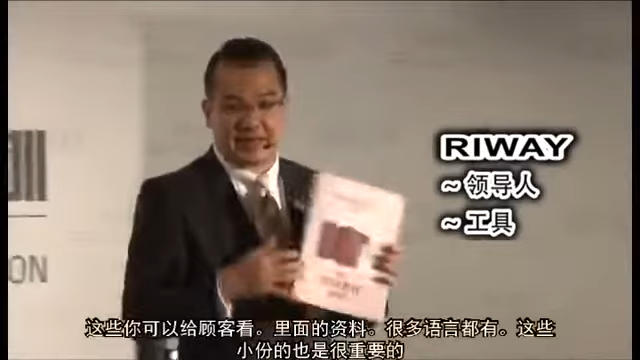 RIWAY
~领导人
~工具
ON
这些你可以给顾客看。里面的资料。很多语言都有。这些
小份的也是很重要的